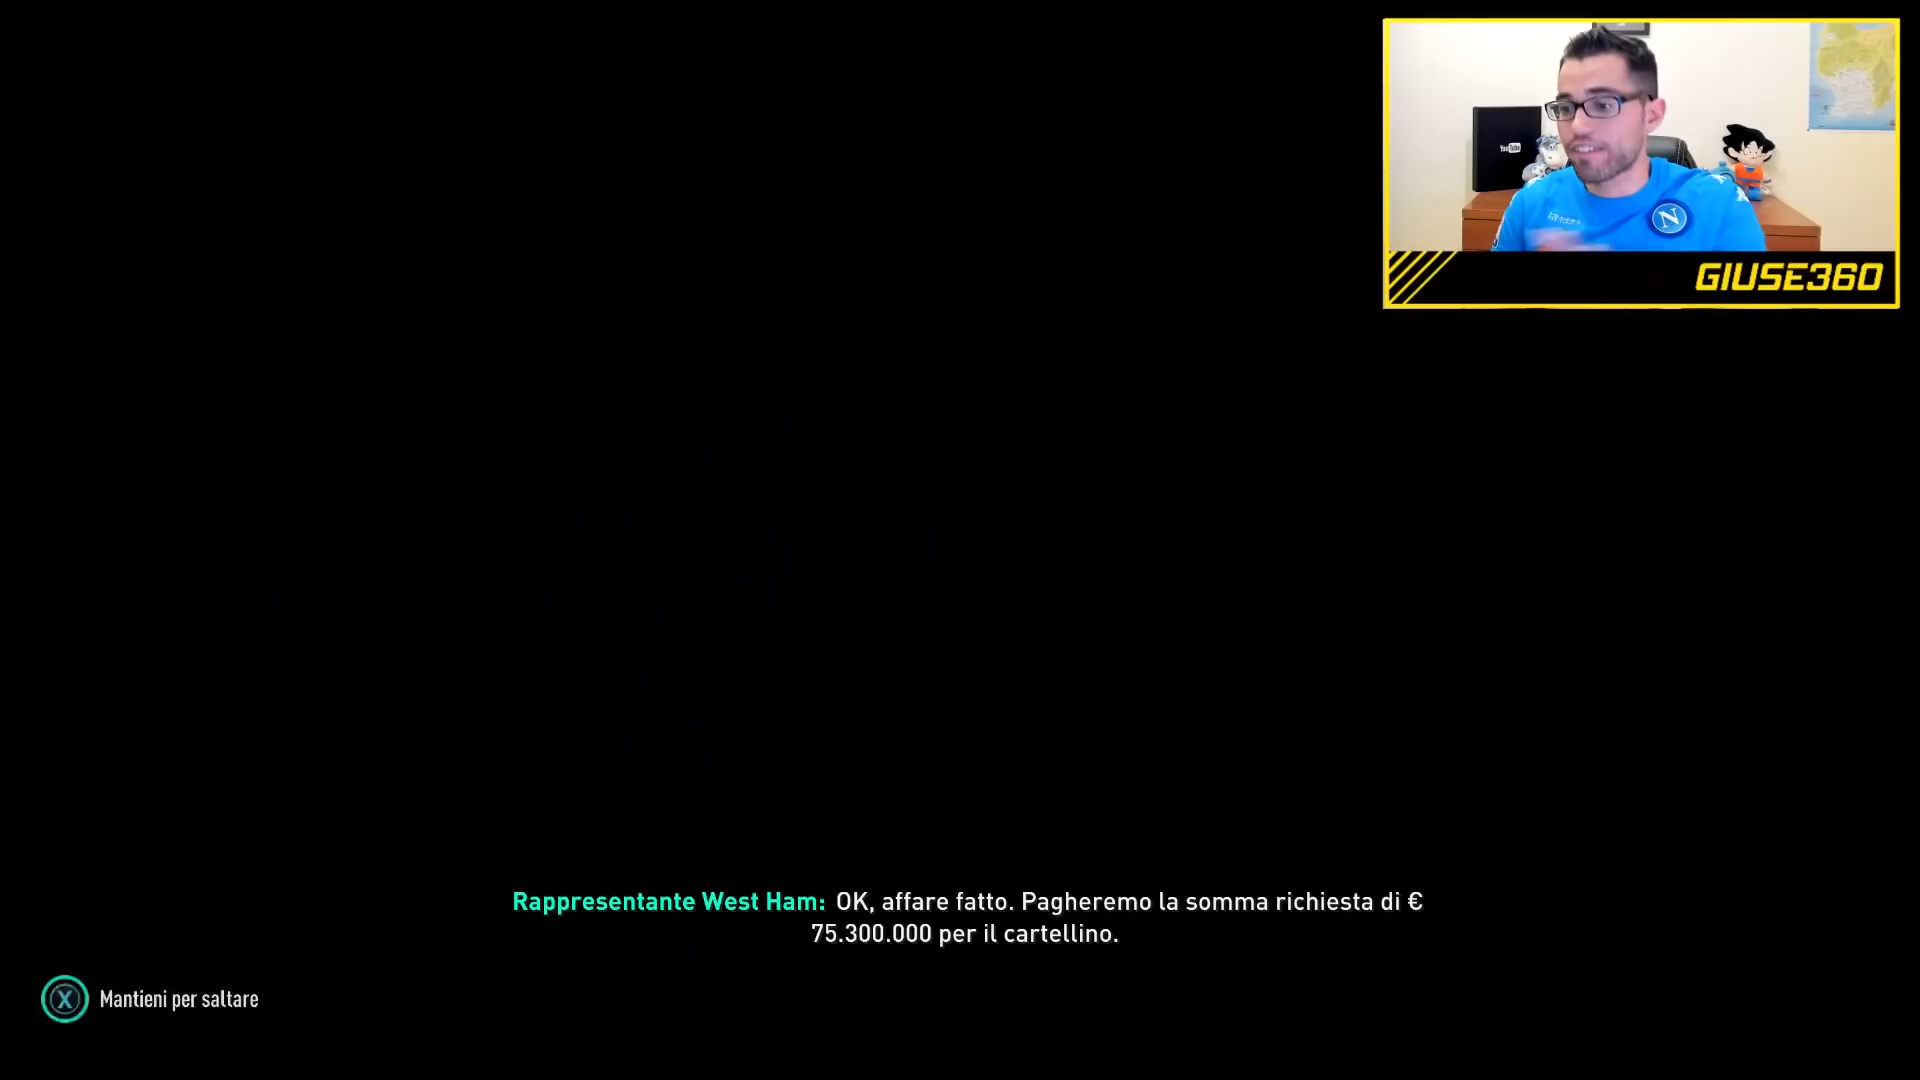 YouTube
N
GIUSE360
Rappresentante West Ham: OK, affare fatto. Pagheremo la somma richiesta di €
75.300.000 per il cartellino.
X Mantieni per saltare